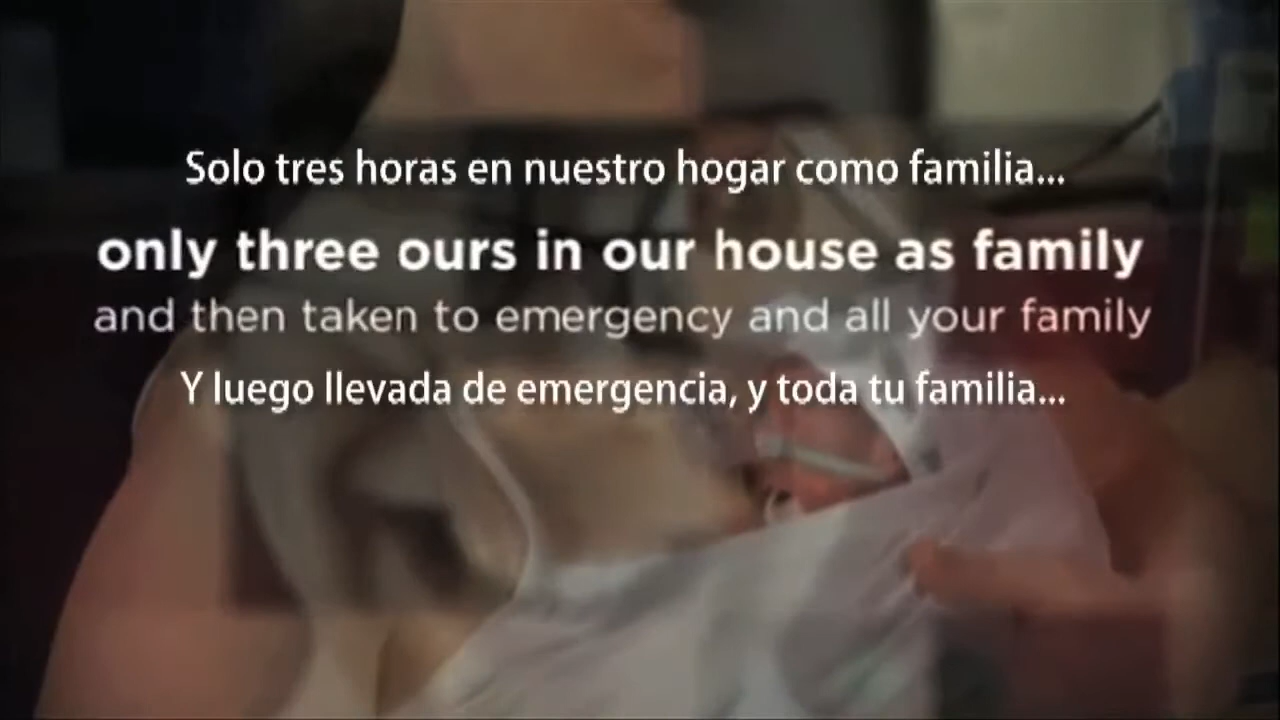 Solo tres horas en nuestro hogar como familia...
only three ours in our house as family
and then taken to emergency and all your family
Y luego llevada de emergencia, y toda tu familia...